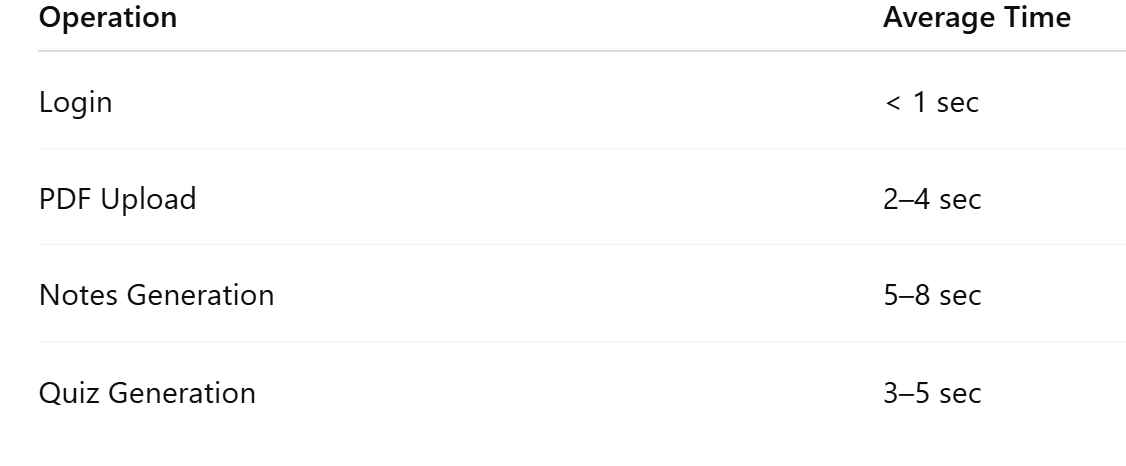 Operation Average Time
Login < 1 sec
PDF Upload 2–4 sec
Notes Generation 5–8 sec
Quiz Generation 3–5 sec